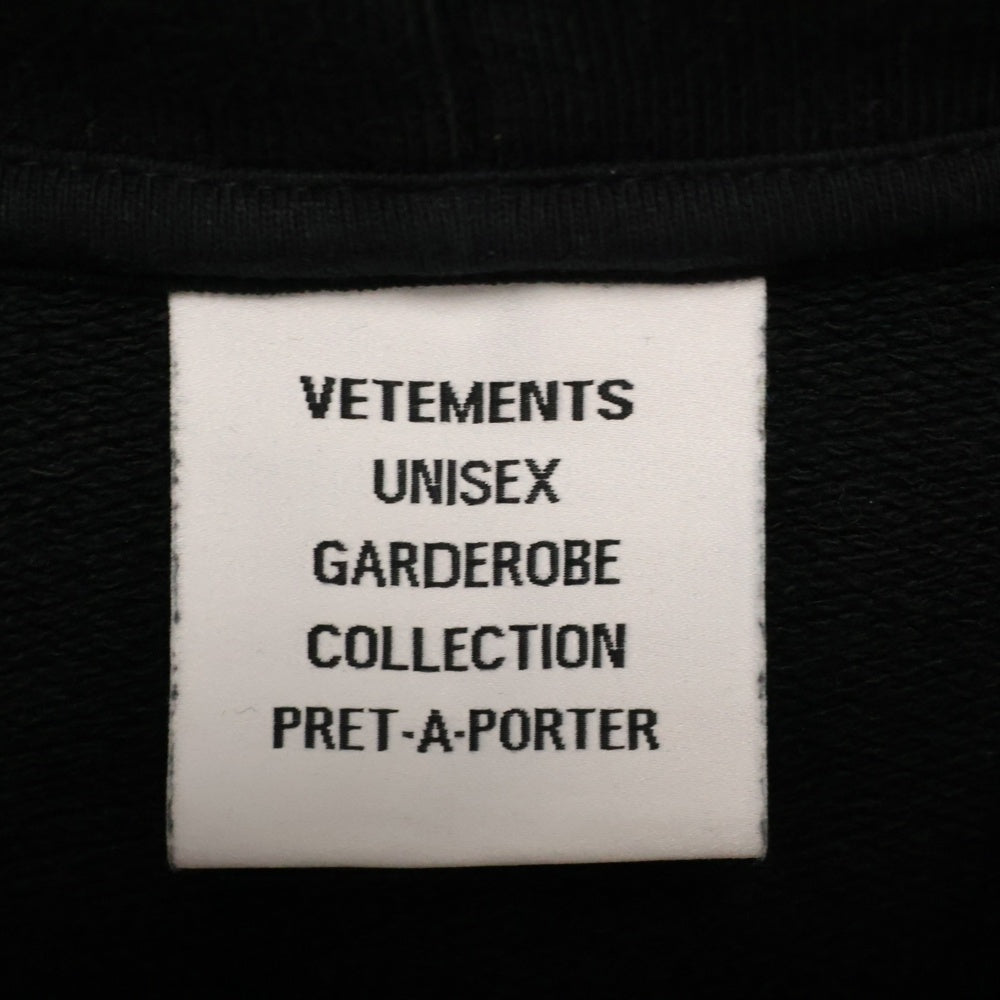 VETEMENTS
UNISEX
GARDEROBE
COLLECTION
PRET-A-PORTER